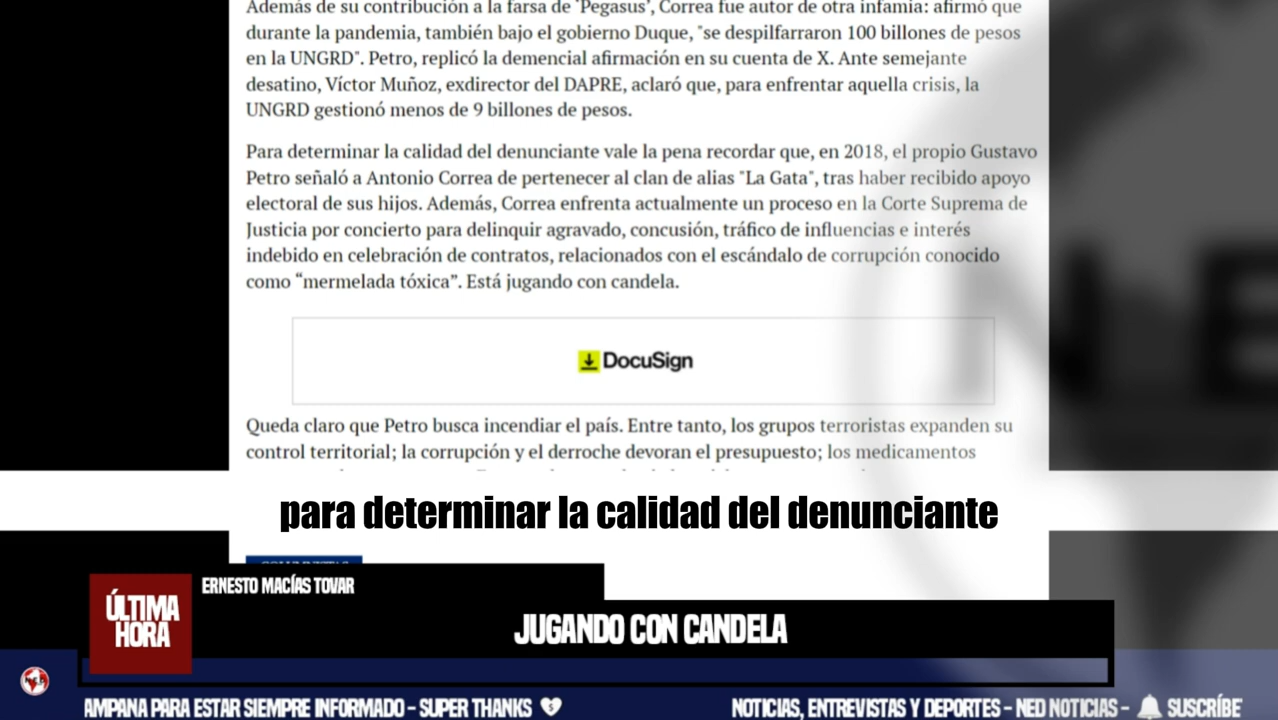 Además de su contribución a la farsa de 'Pegasus', Correa fue autor de otra infamia: afirmó que
durante la pandemia, también bajo el gobierno Duque, "se despilfarraron 100 billones de pesos
en la UNGRD". Petro, replicó la demencial afirmación en su cuenta de X. Ante semejante
desatino, Víctor Muñoz, exdirector del DAPRE, aclaró que, para enfrentar aquella crisis, la
UNGRD gestionó menos de 9 billones de pesos.
Para determinar la calidad del denunciante vale la pena recordar que, en 2018, el propio Gustavo
Petro señaló a Antonio Correa de pertenecer al clan de alias "La Gata", tras haber recibido apoyo
electoral de sus hijos. Además, Correa enfrenta actualmente un proceso en la Corte Suprema de
Justicia por concierto para delinquir agravado, concusión, tráfico de influencias e interés
indebido en celebración de contratos, relacionados con el escándalo de corrupción conocido
como “mermelada tóxica”. Está jugando con candela.
DocuSign
Queda claro que Petro busca incendiar el país. Entre tanto, los grupos terroristas expanden su
control territorial; la corrupción y el derroche devoran el presupuesto; los medicamentos
para determinar la calidad del denunciante
ERNESTO MACÍAS TOVAR
ÚLTIMA
HORA
JUGANDO CON CANDELA
AMPANA PARA ESTAR SIEMPRE INFORMADO - SUPER THANKS
NOTICIAS, ENTREVISTAS Y DEPORTES - NED NOTICIAS - SUSCRÍBE